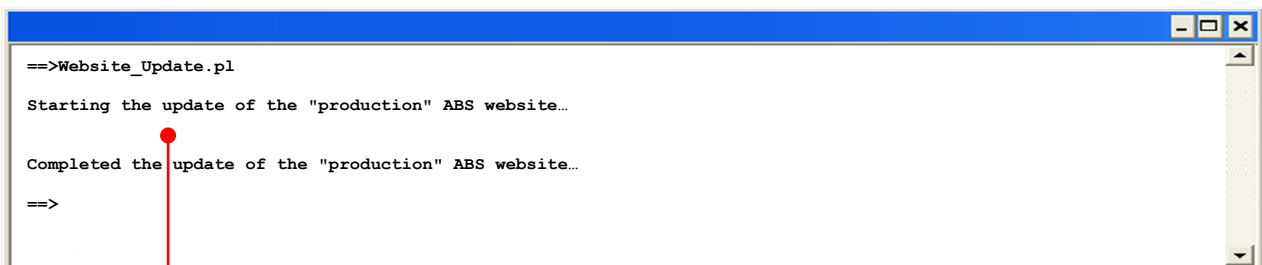 ==>Website_Update.pl
Starting the update of the "production" ABS website…
Completed the update of the "production" ABS website…
==>